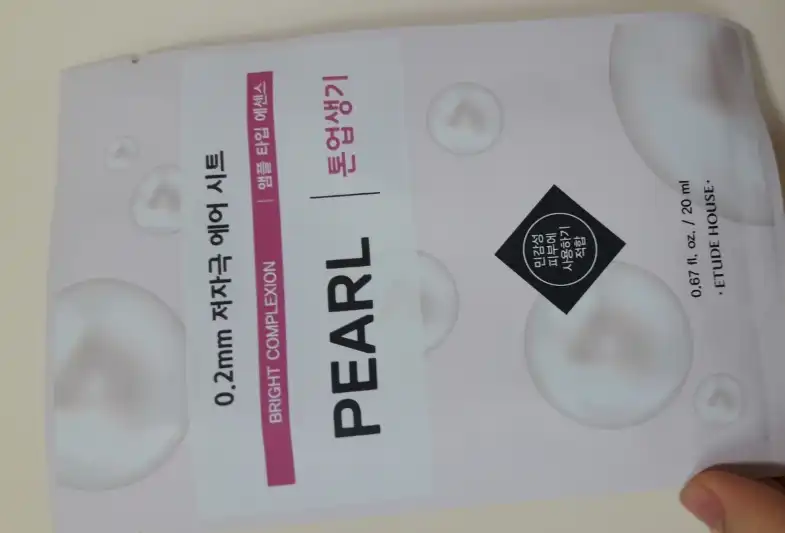 0.2mm 저자극 에어 시트
BRIGHT COMPLEXION | 앰플 타입 에센스
PEARL | 톤업생기
민감성
피부에
사용하기
적합
0.67 fl. oz. / 20 ml
·ETUDE HOUSE·